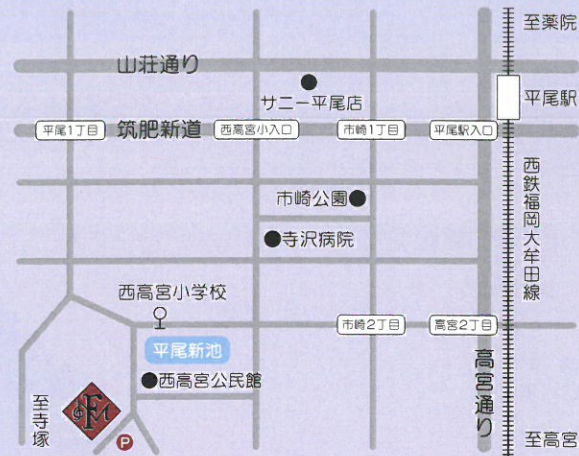 至薬院
山荘通り
サニー平尾店
平尾駅
平尾1丁目
筑肥新道
西高宮小入口
市崎1丁目
平尾駅入口
西鉄福岡大牟田線
市崎公園
寺沢病院
西高宮小学校
市崎2丁目
高宮2丁目
平尾新池
西高宮公民館
高宮通り
至寺塚
FM
P
至高宮